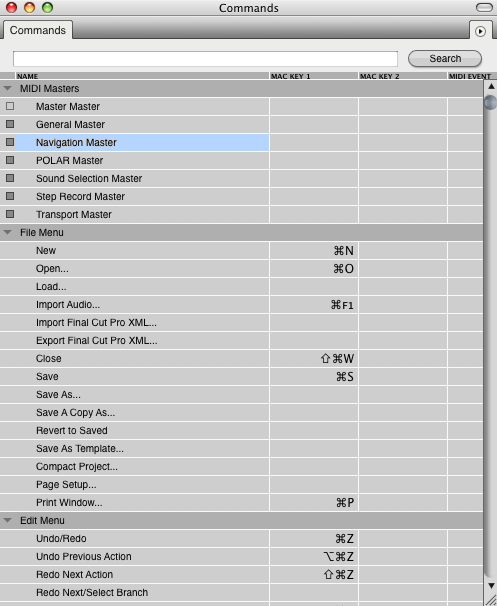 Commands
Commands
Search
NAME MAC KEY 1 MAC KEY 2 MIDI EVENT
MIDI Masters
Master Master
General Master
Navigation Master
POLAR Master
Sound Selection Master
Step Record Master
Transport Master
File Menu
New ⌘N
Open... ⌘O
Load...
Import Audio... ⌘F1
Import Final Cut Pro XML...
Export Final Cut Pro XML...
Close ⇧⌘W
Save ⌘S
Save As...
Save A Copy As...
Revert to Saved
Save As Template...
Compact Project...
Page Setup...
Print Window... ⌘P
Edit Menu
Undo/Redo ⌘Z
Undo Previous Action ⌥⌘Z
Redo Next Action ⇧⌘Z
Redo Next/Select Branch